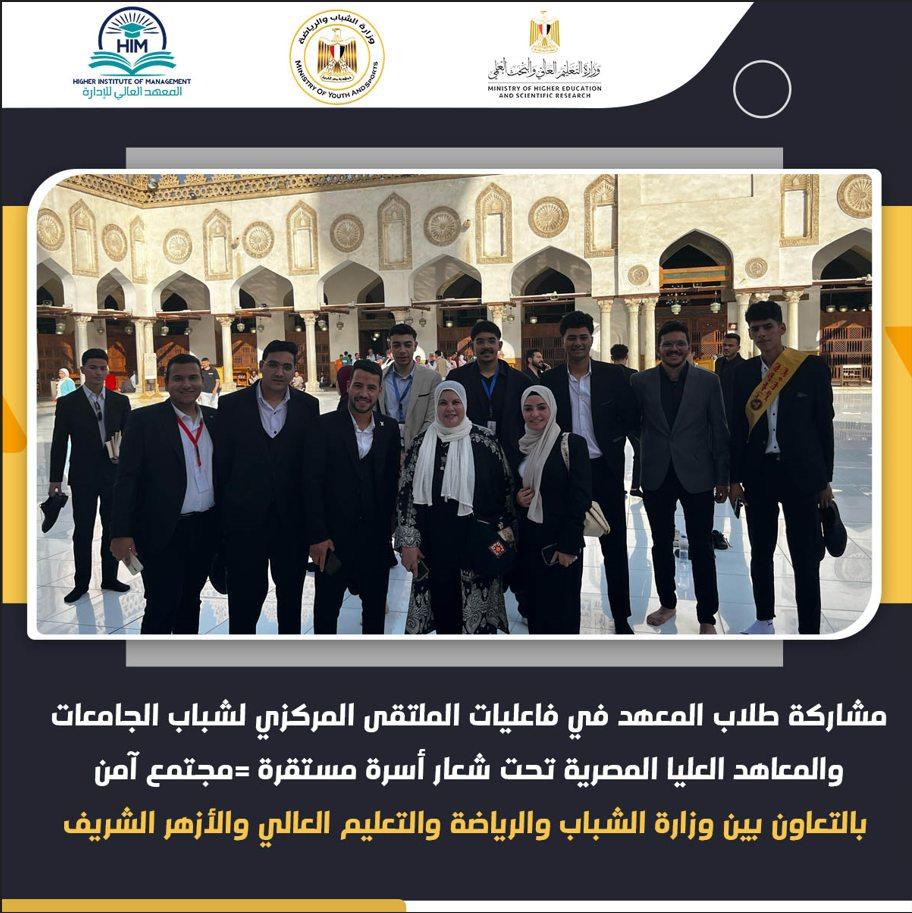 HIM
HIGHER INSTITUTE OF MANAGEMENT
المعهد العالي للإدارة
وزارة الشباب والرياضة
MINISTRY OF YOUTH AND SPORTS
وزارة التعليم العالي والبحث العلمي
MINISTRY OF HIGHER EDUCATION
AND SCIENTIFIC RESEARCH
مشاركة طلاب المعهد في فاعليات الملتقى المركزي لشباب الجامعات
والمعاهد العليا المصرية تحت شعار أسرة مستقرة =مجتمع آمن
بالتعاون بين وزارة الشباب والرياضة والتعليم العالي والأزهر الشريف